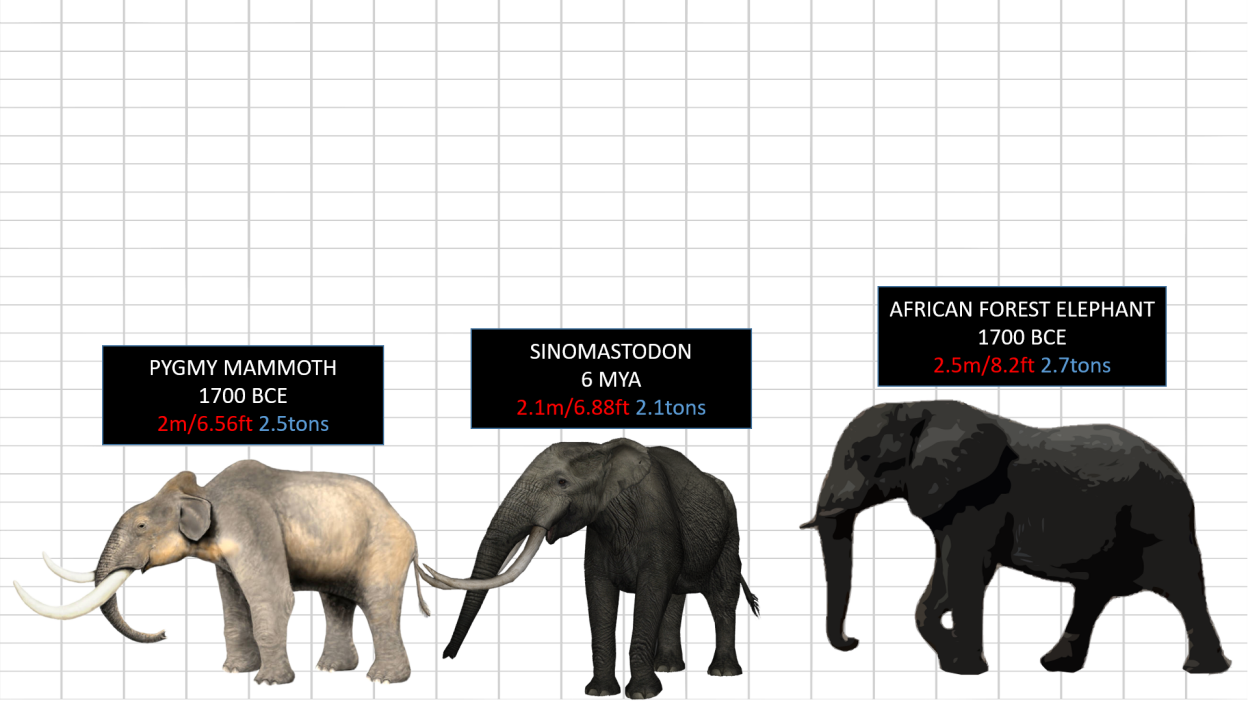 PYGMY MAMMOTH
1700 BCE
2m/6.56ft 2.5tons
SINOMASTODON
6 MYA
2.1m/6.88ft 2.1tons
AFRICAN FOREST ELEPHANT
1700 BCE
2.5m/8.2ft 2.7tons